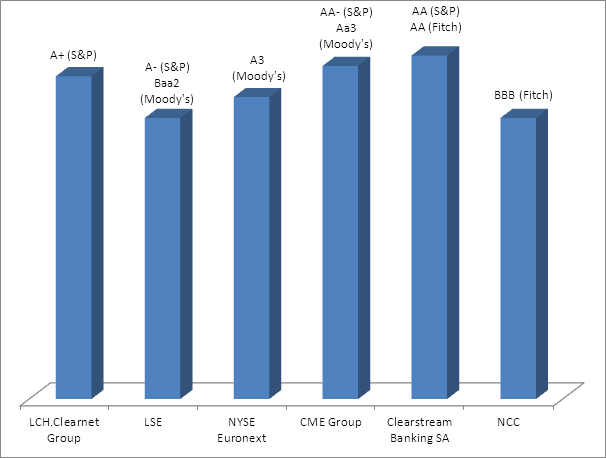 A+ (S&P)
A- (S&P)
Baa2
(Moody's)
A3
(Moody's)
AA- (S&P)
Aa3
(Moody's)
AA (S&P)
AA (Fitch)
BBB (Fitch)
LCH.Clearnet
Group
LSE
NYSE
Euronext
CME Group
Clearstream
Banking SA
NCC